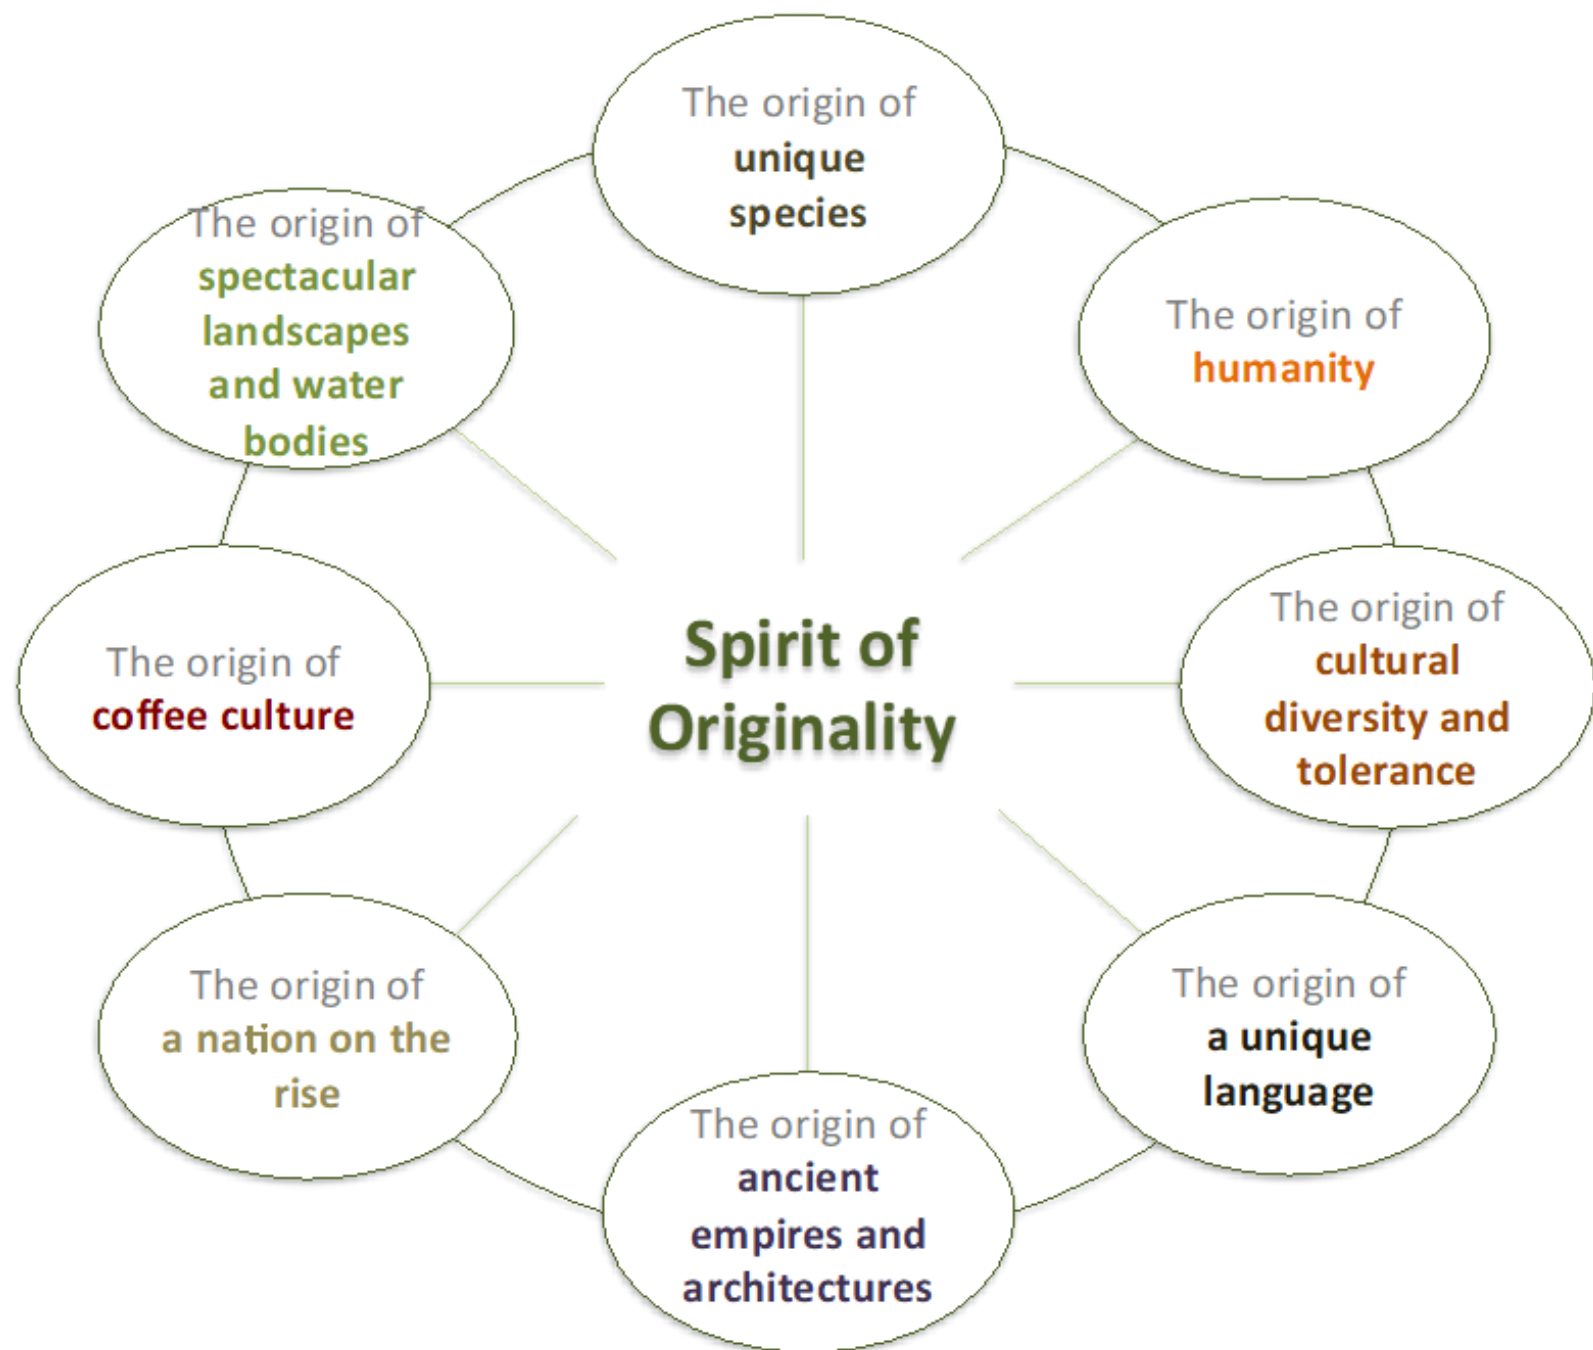 The origin of
unique
species
The origin of
humanity
The origin of
cultural
diversity and
tolerance
The origin of
a unique
language
The origin of
ancient
empires and
architectures
The origin of
a nation on the
rise
The origin of
coffee culture
The origin of
spectacular
landscapes
and water
bodies
Spirit of
Originality